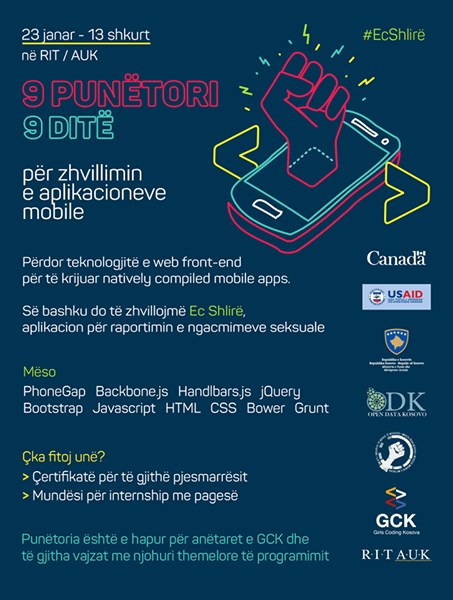 23 janar - 13 shkurt
në RIT / AUK
#EcShlirë
9 PUNËTORI
9 DITË
për zhvillimin
e aplikacioneve
mobile
Përdor teknologjitë e web front-end
për të krijuar natively compiled mobile apps.
Së bashku do të zhvillojmë Ec Shlirë,
aplikacion për raportimin e ngacmimeve seksuale
Mëso
PhoneGap Backbone.js Handlbars.js jQuery
Bootstrap Javascript HTML CSS Bower Grunt
Çka fitoj unë?
> Çertifikatë për të gjithë pjesmarrësit
> Mundësi për internship me pagesë
Punëtoria është e hapur për anëtaret e GCK dhe
të gjitha vajzat me njohuri themelore të programimit
Canada
USAID
ODK
OPEN DATA KOSOVO
GCK
Girls Coding Kosova
R·I·T A.U.K